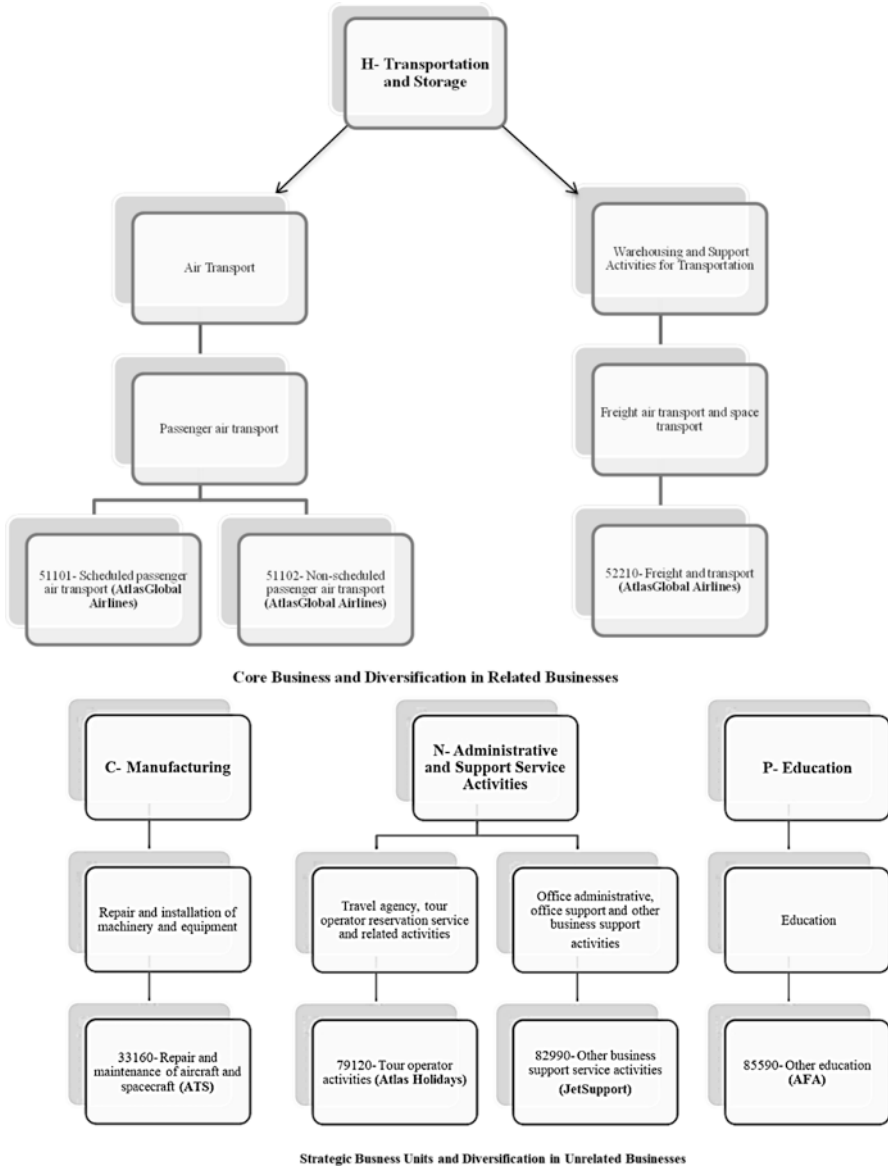 H- Transportation
and Storage
Air Transport
Warehousing and Support
Activities for Transportation
Passenger air transport
Freight air transport and space
transport
51101- Scheduled passenger
air transport (AtlasGlobal
Airlines)
51102- Non-scheduled
passenger air transport
(AtlasGlobal Airlines)
52210- Freight and transport
(AtlasGlobal Airlines)
Core Business and Diversification in Related Businesses
C- Manufacturing
N- Administrative
and Support Service
Activities
P- Education
Repair and installation of
machinery and equipment
Travel agency, tour
operator reservation service
and related activities
Office administrative,
office support and other
business support
activities
Education
33160- Repair and
maintenance of aircraft and
spacecraft (ATS)
79120- Tour operator
activities (Atlas Holidays)
82990- Other business
support service activities
(JetSupport)
85590- Other education
(AFA)
Strategic Business Units and Diversification in Unrelated Businesses